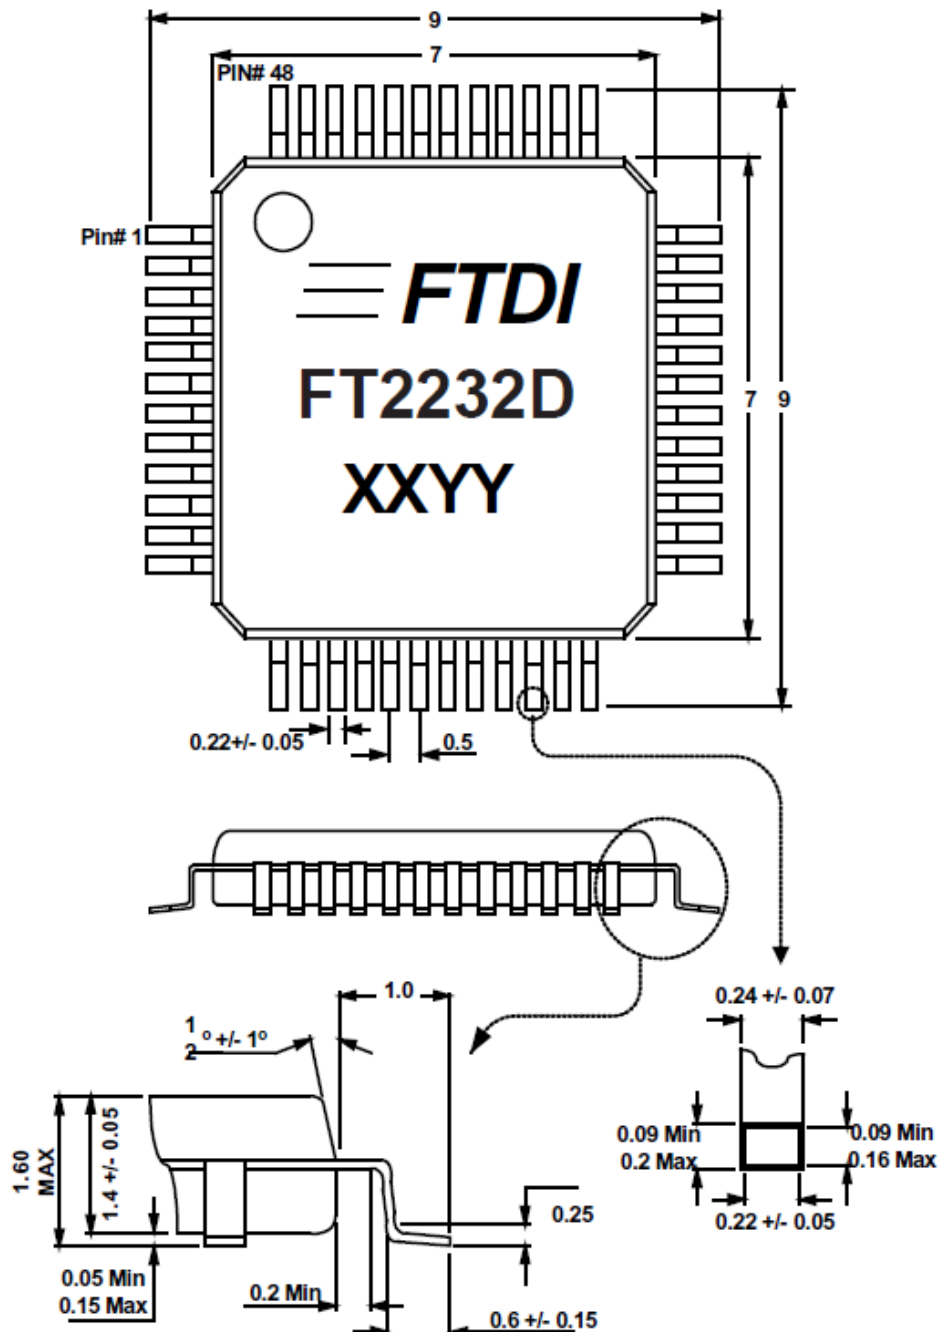 9
7
PIN# 48
Pin# 1
FTDI
FT2232D
XXYY
7 9
0.22+/- 0.05
0.5
1.0
0.24 +/- 0.07
1
2 º +/- 1º
1.60
MAX
1.4 +/- 0.05
0.09 Min
0.2 Max
0.09 Min
0.16 Max
0.25
0.22 +/- 0.05
0.05 Min
0.15 Max
0.2 Min
0.6 +/- 0.15